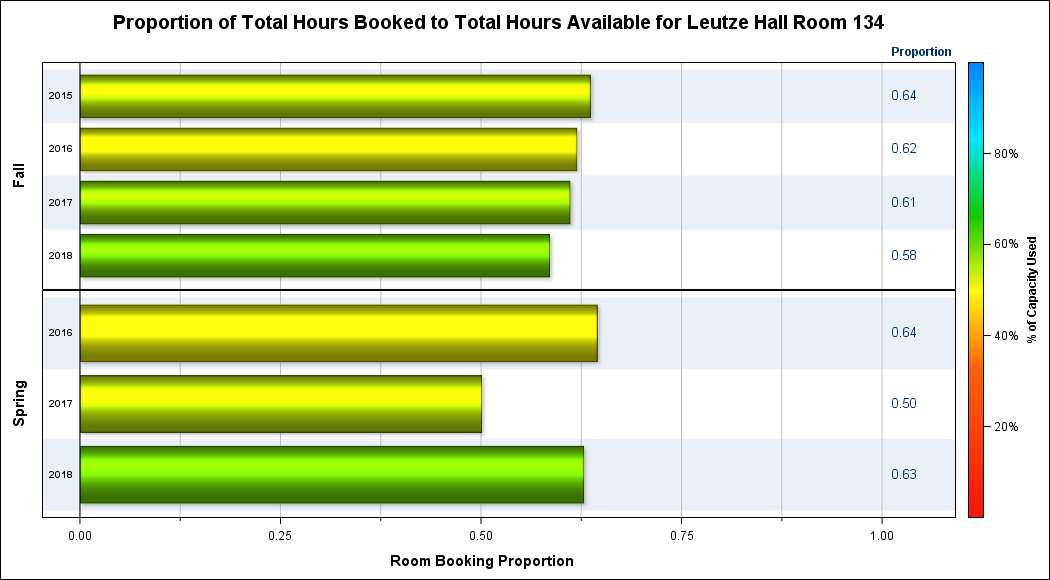 Proportion of Total Hours Booked to Total Hours Available for Leutze Hall Room 134
Proportion
Fall
2015 0.64
2016 0.62
2017 0.61
2018 0.58
Spring
2016 0.64
2017 0.50
2018 0.63
0.00 0.25 0.50 0.75 1.00
Room Booking Proportion
80%
60%
40%
20%
% of Capacity Used